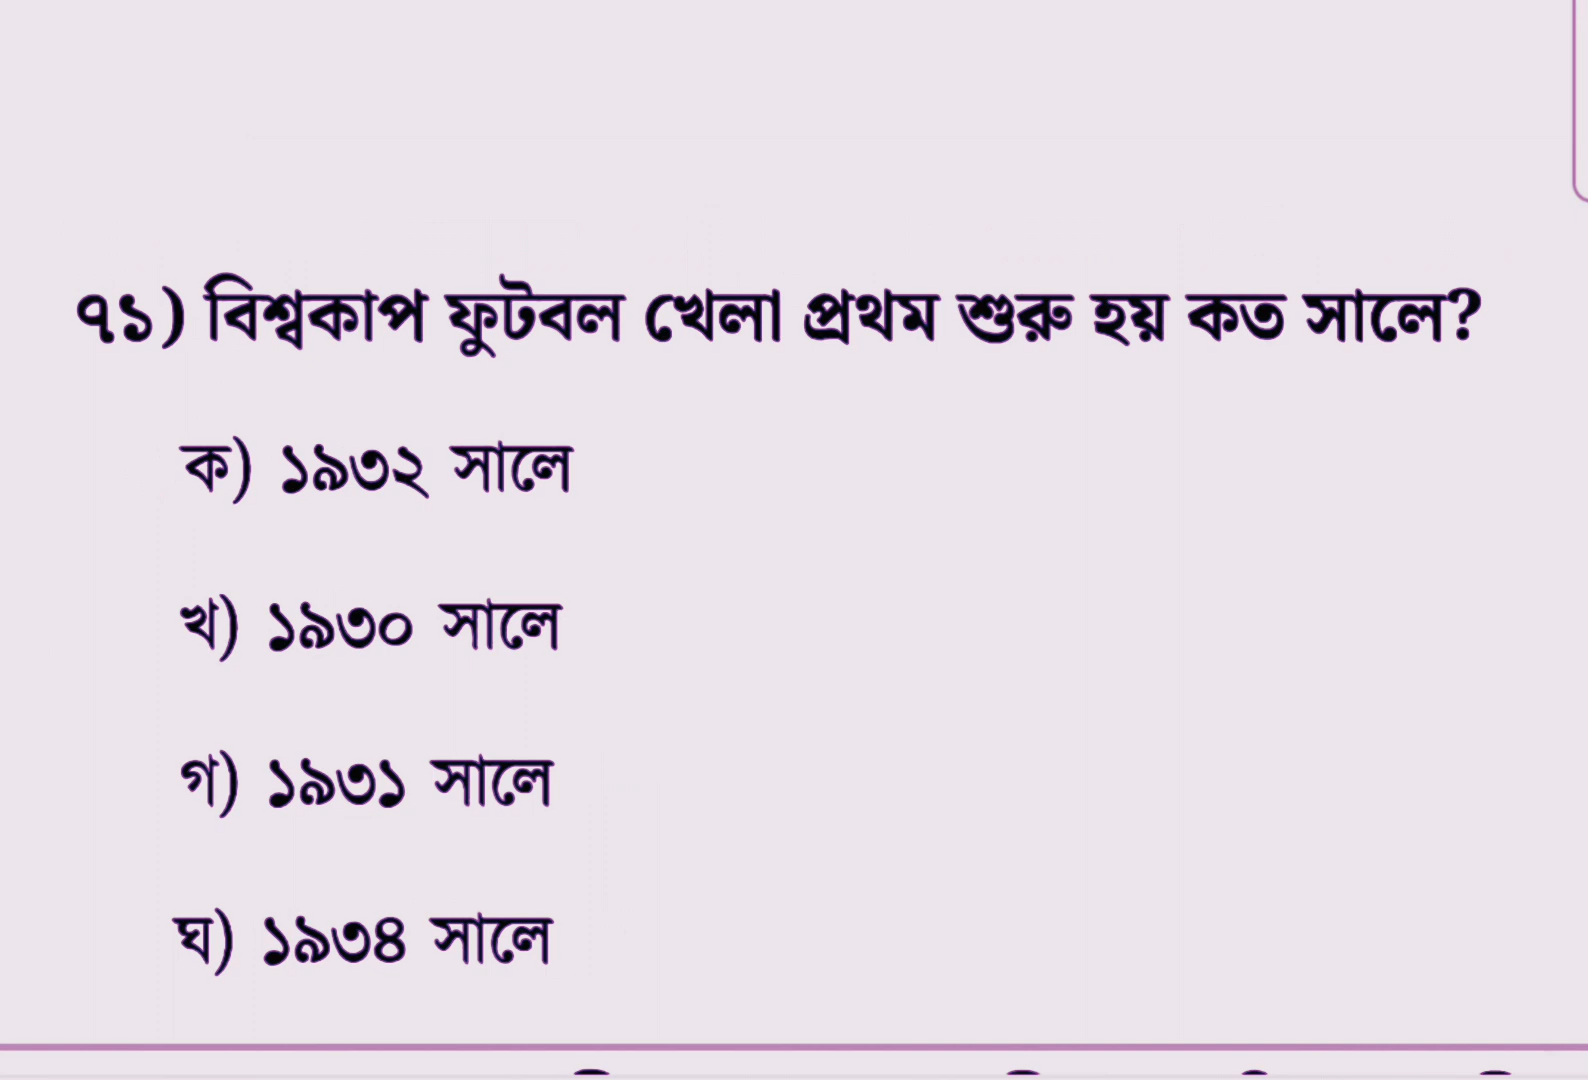 ৭১) বিশ্বকাপ ফুটবল খেলা প্রথম শুরু হয় কত সালে?
ক) ১৯৩২ সালে
খ) ১৯৩০ সালে
গ) ১৯৩১ সালে
ঘ) ১৯৩৪ সালে